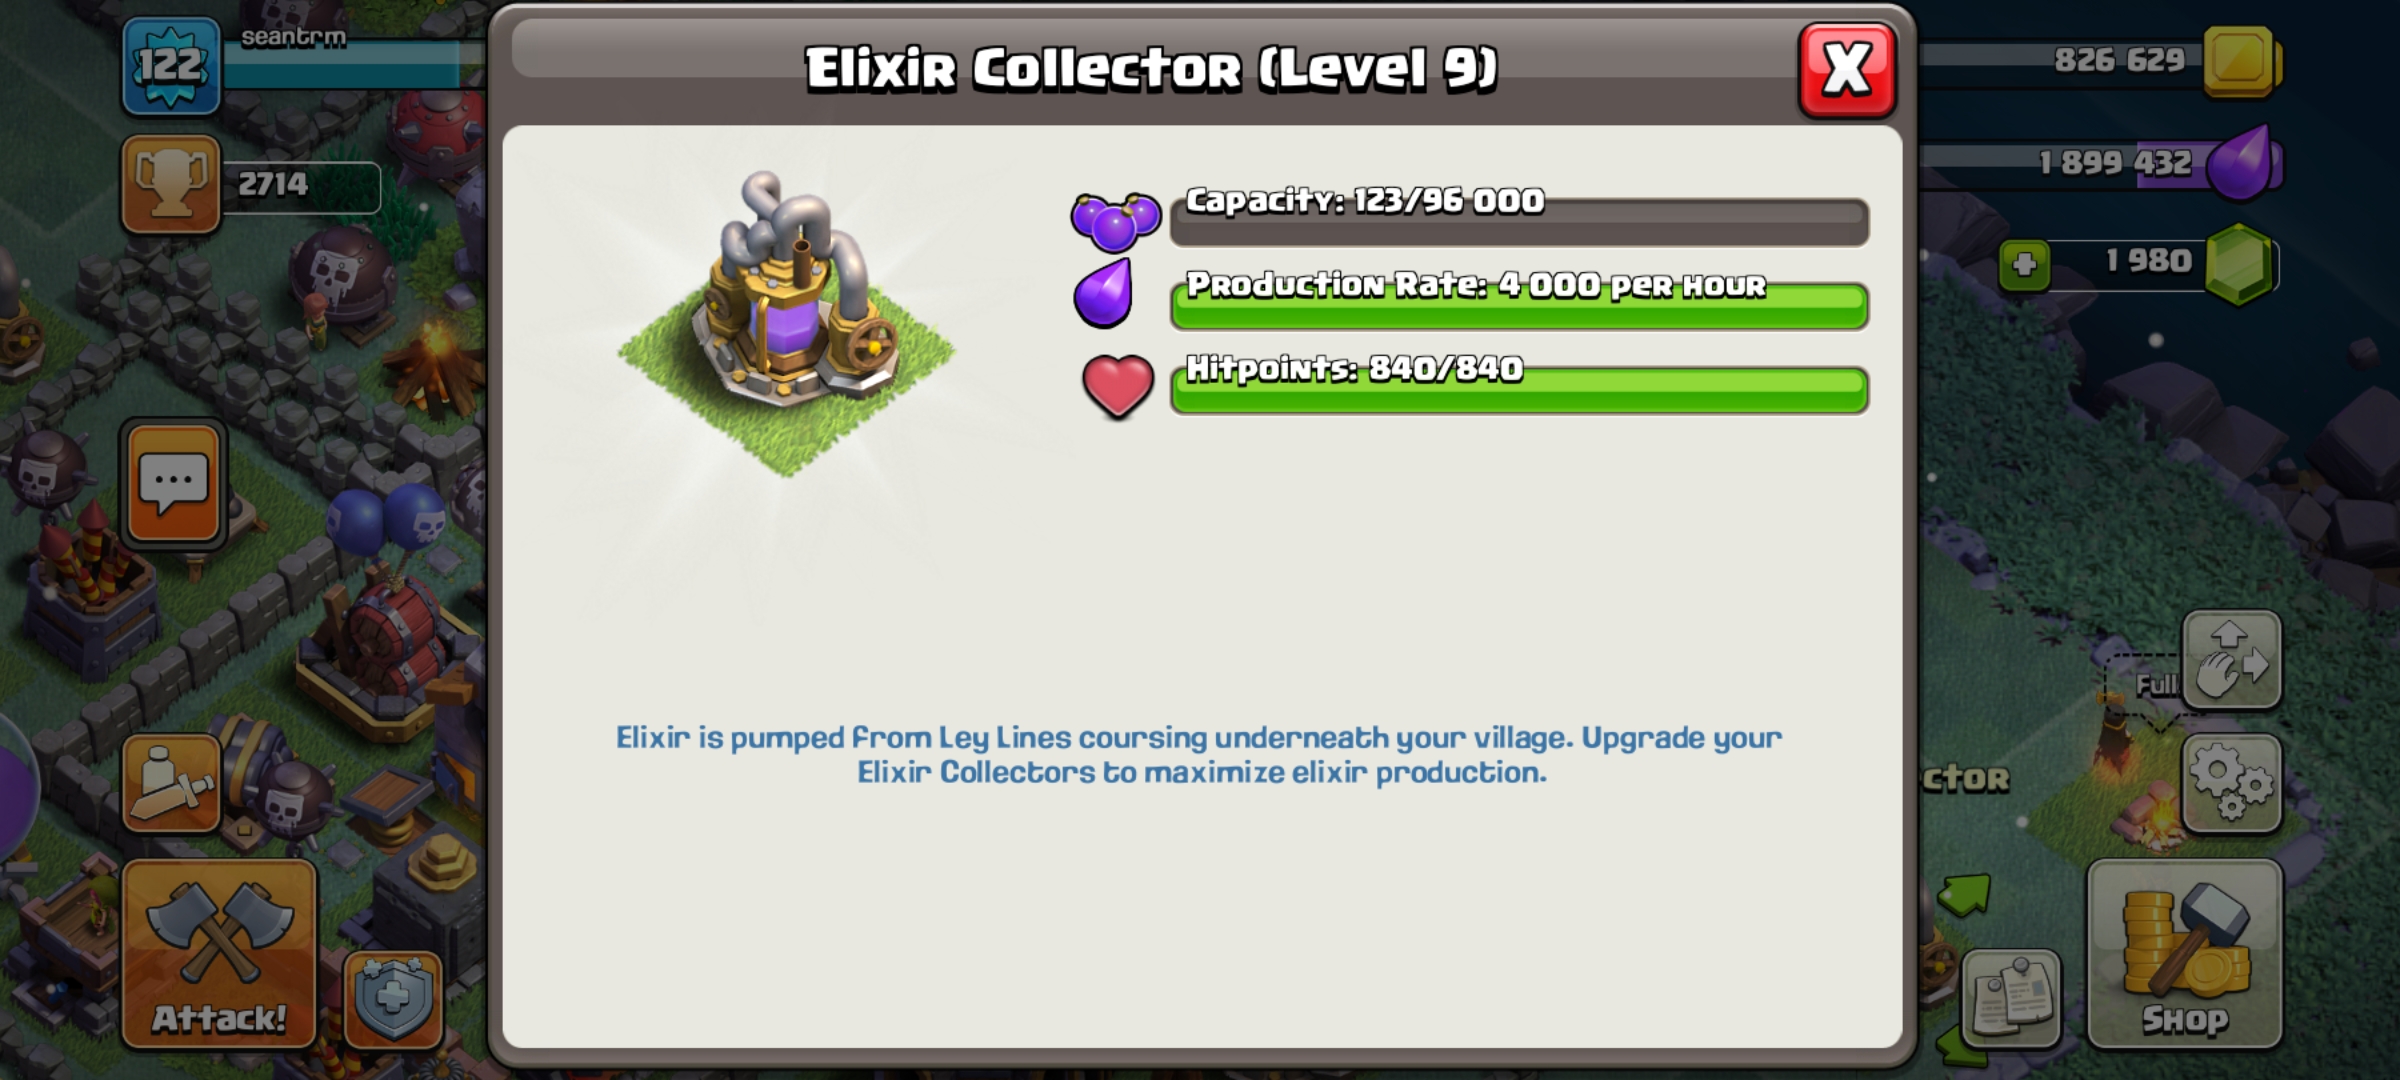 122
seantrm
2714
Elixir Collector (Level 9)
X
826 629
1 899 432
1 980
Capacity: 123/96 000
Production Rate: 4 000 per hour
Hitpoints: 840/840
Elixir is pumped from Ley Lines coursing underneath your village. Upgrade your
Elixir Collectors to maximize elixir production.
Full
ctor
Attack!
Shop